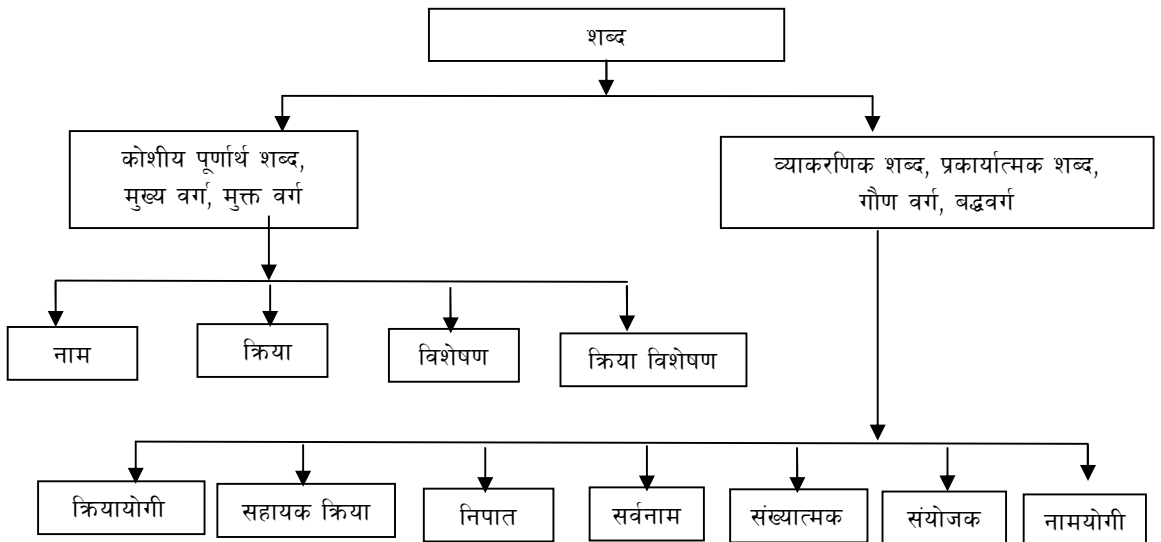 शब्द
कोशीय पूर्णार्थ शब्द,
मुख्य वर्ग, मुक्त वर्ग
व्याकरणिक शब्द, प्रकार्यात्मक शब्द,
गौण वर्ग, बद्धवर्ग
नाम
क्रिया
विशेषण
क्रिया विशेषण
क्रियायोगी
सहायक क्रिया
निपात
सर्वनाम
संख्यात्मक
संयोजक
नामयोगी